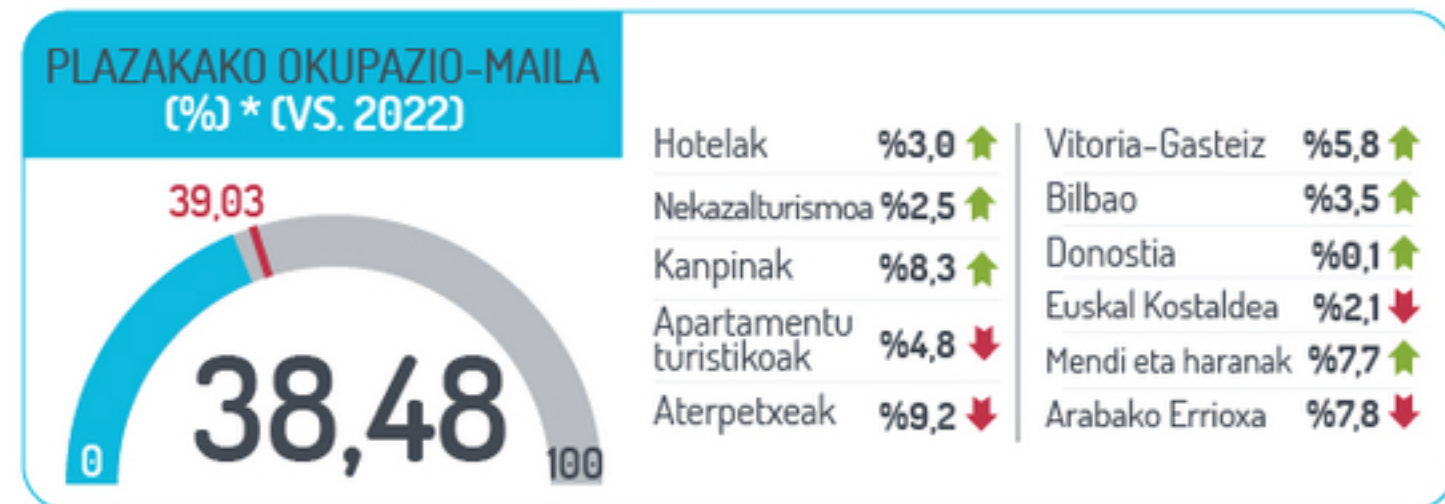 PLAZAKAKO OKUPAZIO-MAILA
(%) * (VS. 2022)
39,03
38,48
0
100
Hotelak %3,0
Nekazalturismoa %2,5
Kanpinak %8,3
Apartamentu
turistikoak %4,8
Aterpetxeak %9,2
Vitoria-Gasteiz %5,8
Bilbao %3,5
Donostia %0,1
Euskal Kostaldea %2,1
Mendi eta haranak %7,7
Arabako Errioxa %7,8